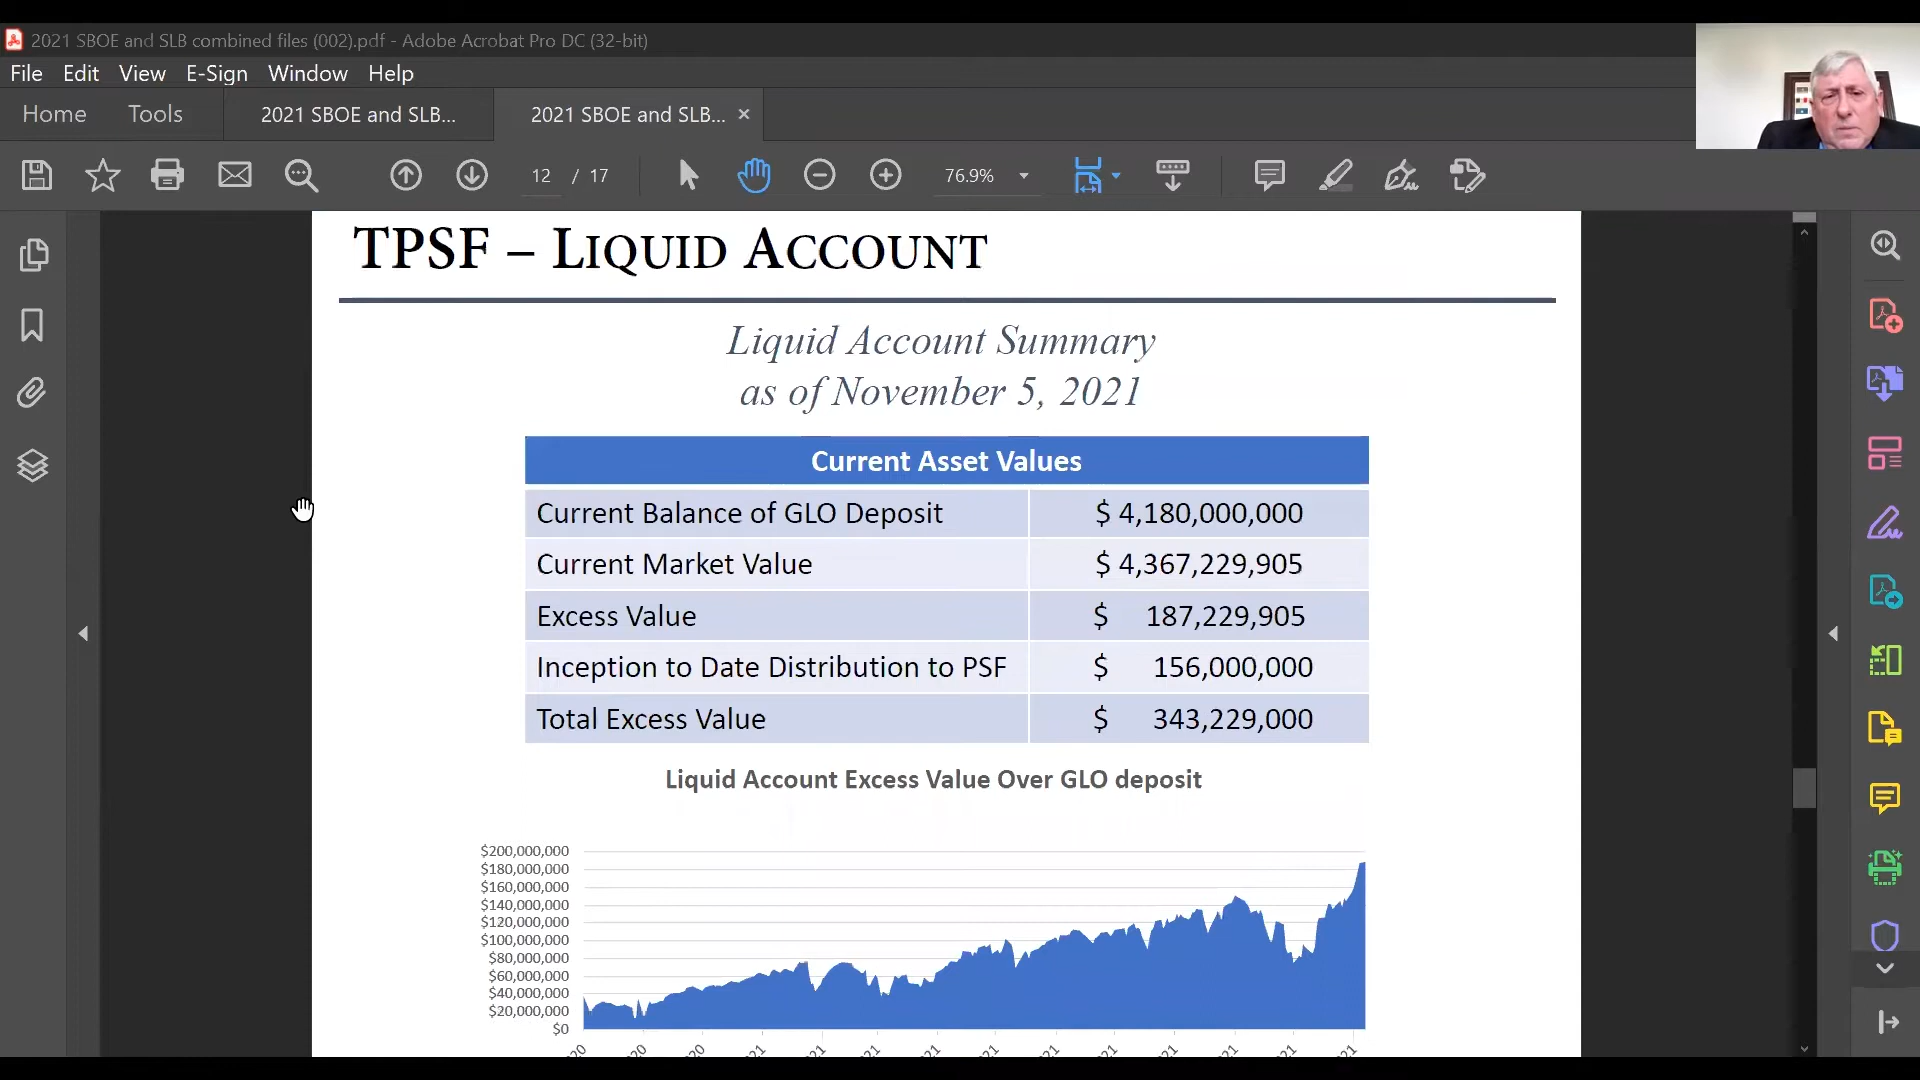 2021 SBOE and SLB combined files (002).pdf - Adobe Acrobat Pro DC (32-bit)
File Edit View E-Sign Window Help
Home Tools 2021 SBOE and SLB... 2021 SBOE and SLB... ×
12 / 17 76.9%
TPSF – LIQUID ACCOUNT
Liquid Account Summary
as of November 5, 2021
Current Asset Values
Current Balance of GLO Deposit $ 4,180,000,000
Current Market Value $ 4,367,229,905
Excess Value $ 187,229,905
Inception to Date Distribution to PSF $ 156,000,000
Total Excess Value $ 343,229,000
Liquid Account Excess Value Over GLO deposit
$200,000,000
$180,000,000
$160,000,000
$140,000,000
$120,000,000
$100,000,000
$80,000,000
$60,000,000
$40,000,000
$20,000,000
$0